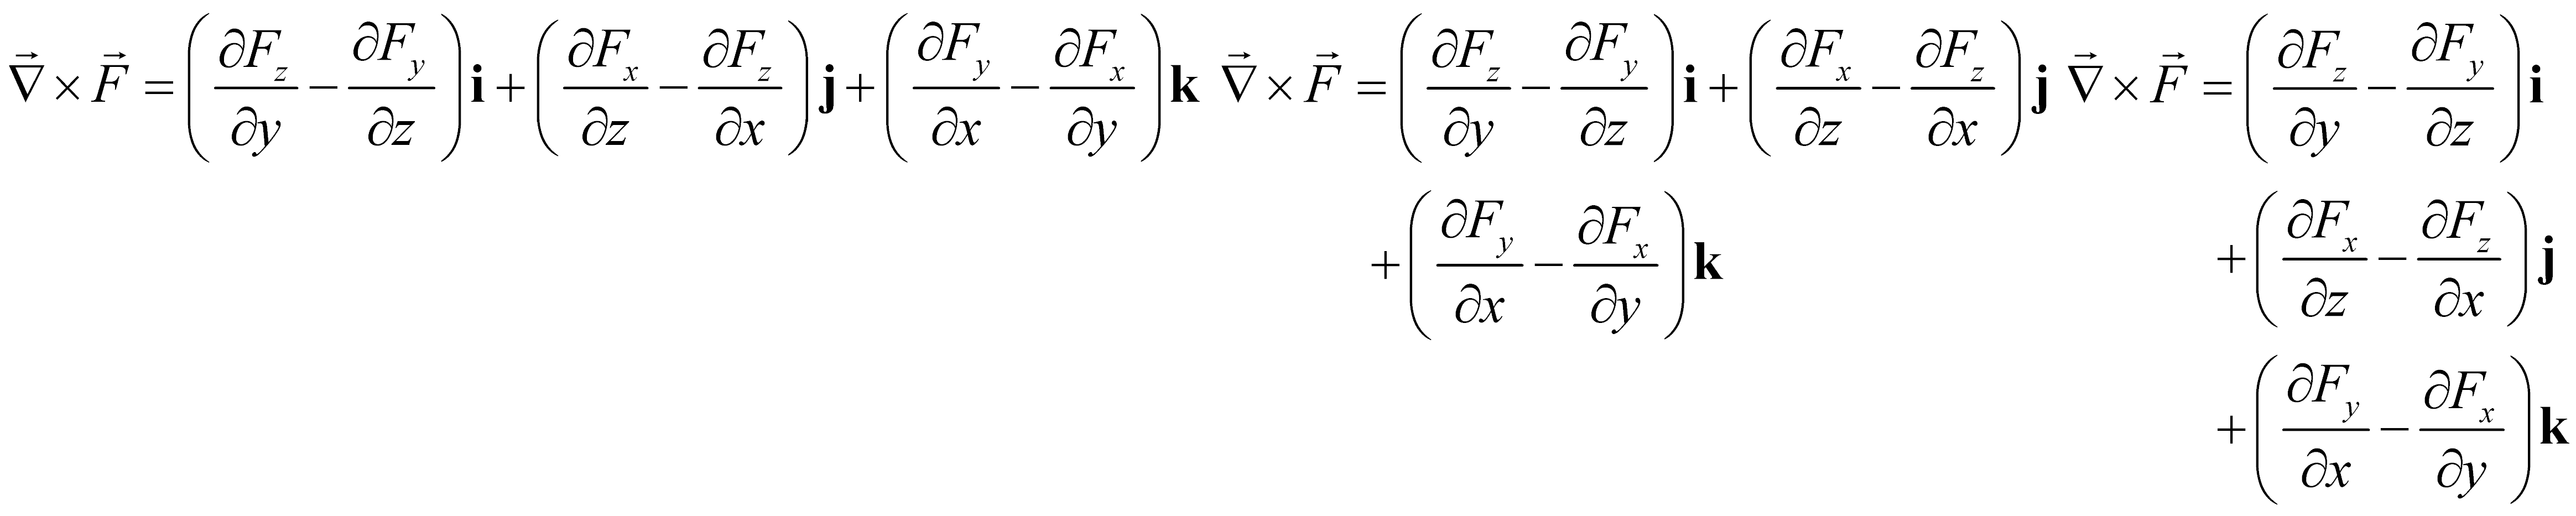 $\vec{\nabla} \times \vec{F} = \left( \frac{\partial F_z}{\partial y} - \frac{\partial F_y}{\partial z} \right) \mathbf{i} + \left( \frac{\partial F_x}{\partial z} - \frac{\partial F_z}{\partial x} \right) \mathbf{j} + \left( \frac{\partial F_y}{\partial x} - \frac{\partial F_x}{\partial y} \right) \mathbf{k}$
$\vec{\nabla} \times \vec{F} = \left( \frac{\partial F_z}{\partial y} - \frac{\partial F_y}{\partial z} \right) \mathbf{i} + \left( \frac{\partial F_x}{\partial z} - \frac{\partial F_z}{\partial x} \right) \mathbf{j}$
$+ \left( \frac{\partial F_y}{\partial x} - \frac{\partial F_x}{\partial y} \right) \mathbf{k}$
$\vec{\nabla} \times \vec{F} = \left( \frac{\partial F_z}{\partial y} - \frac{\partial F_y}{\partial z} \right) \mathbf{i}$
$+ \left( \frac{\partial F_x}{\partial z} - \frac{\partial F_z}{\partial x} \right) \mathbf{j}$
$+ \left( \frac{\partial F_y}{\partial x} - \frac{\partial F_x}{\partial y} \right) \mathbf{k}$